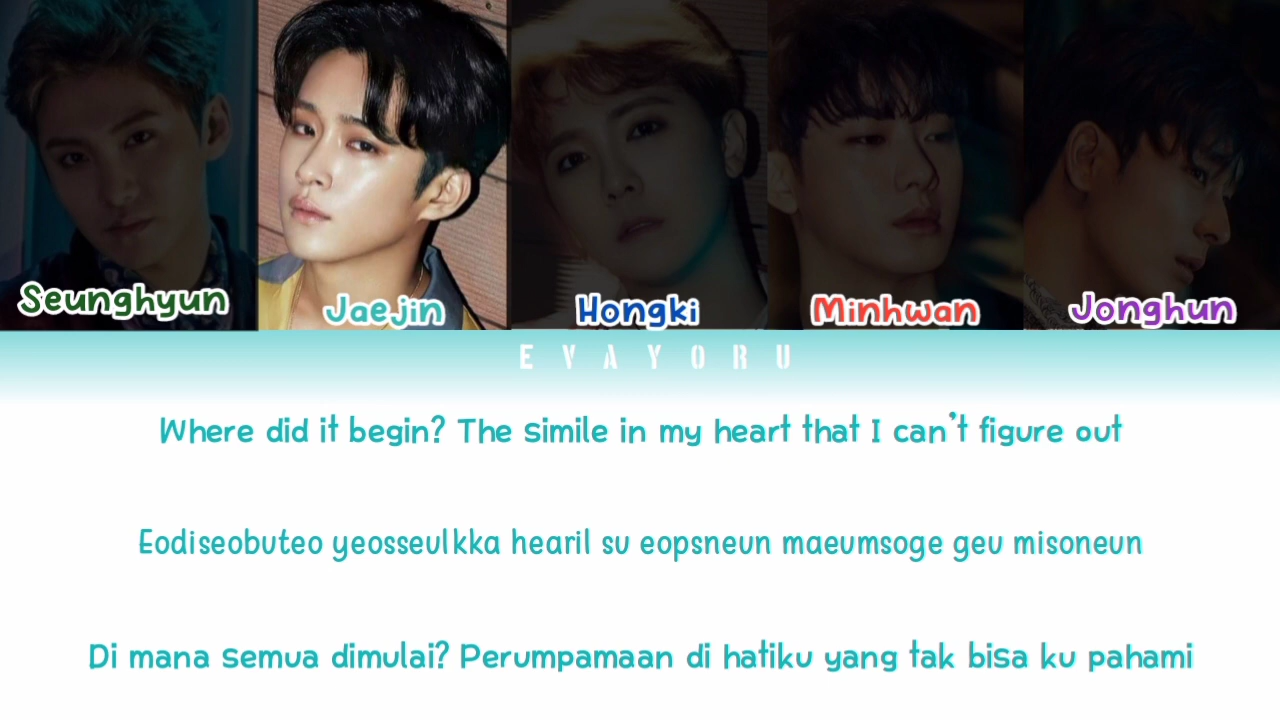 Seunghyun Jaejin Hongki Minhwan Jonghun
EVAYORU
Where did it begin? The simile in my heart that I can't figure out
Eodiseobuteo yeosseulkka hearil su eopsneun maeumsoge geu misoneun
Di mana semua dimulai? Perumpamaan di hatiku yang tak bisa ku pahami